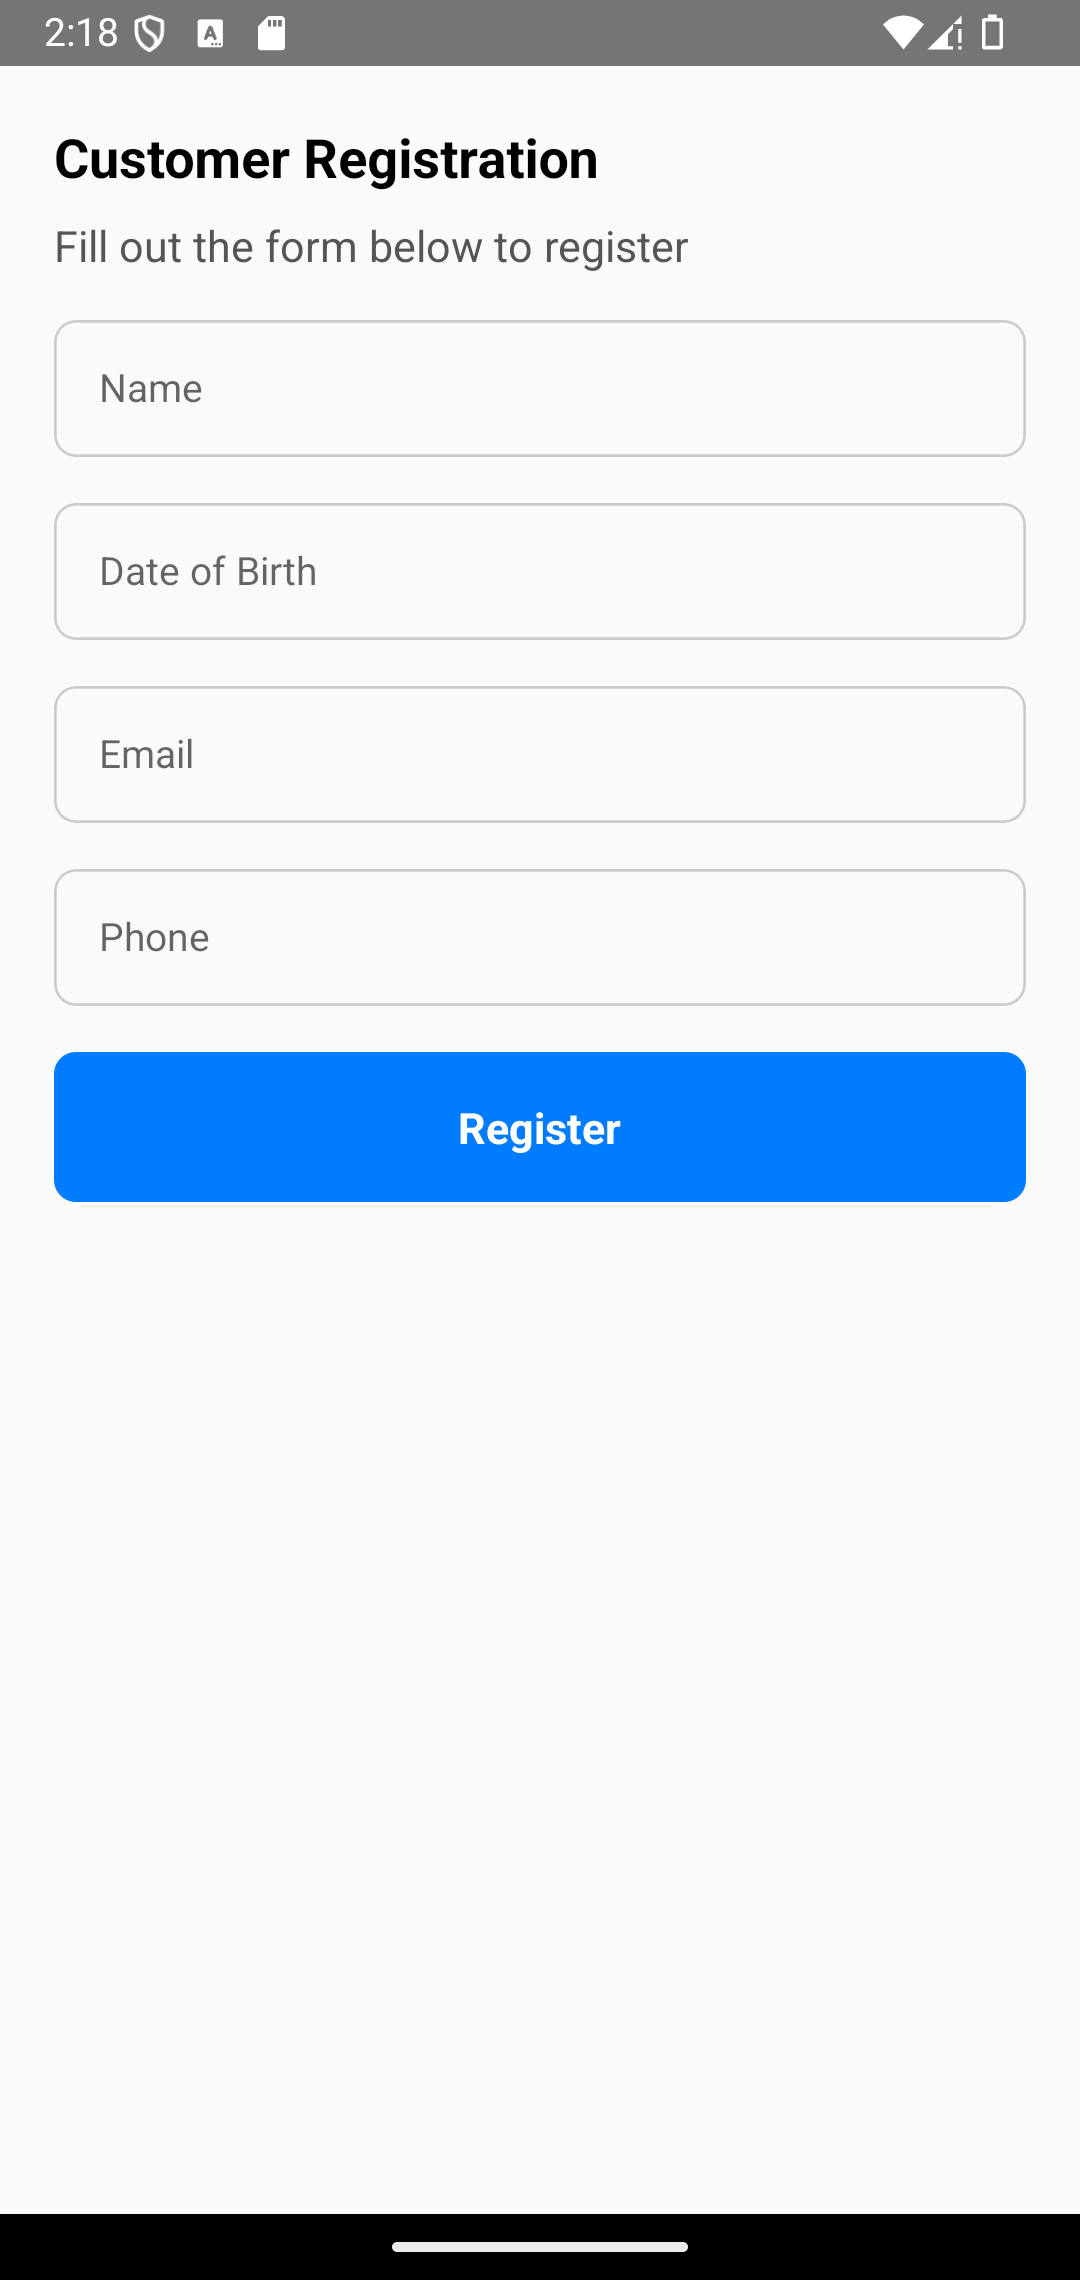 2:18
Customer Registration
Fill out the form below to register
Name
Date of Birth
Email
Phone
Register